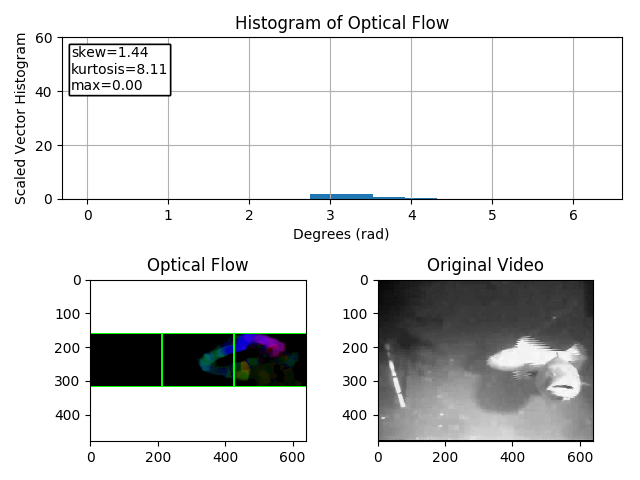 Histogram of Optical Flow
Scaled Vector Histogram
60
40
20
0
skew=1.44
kurtosis=8.11
max=0.00
0 1 2 3 4 5 6
Degrees (rad)
Optical Flow
0
100
200
300
400
0 200 400 600
Original Video
0
100
200
300
400
0 200 400 600